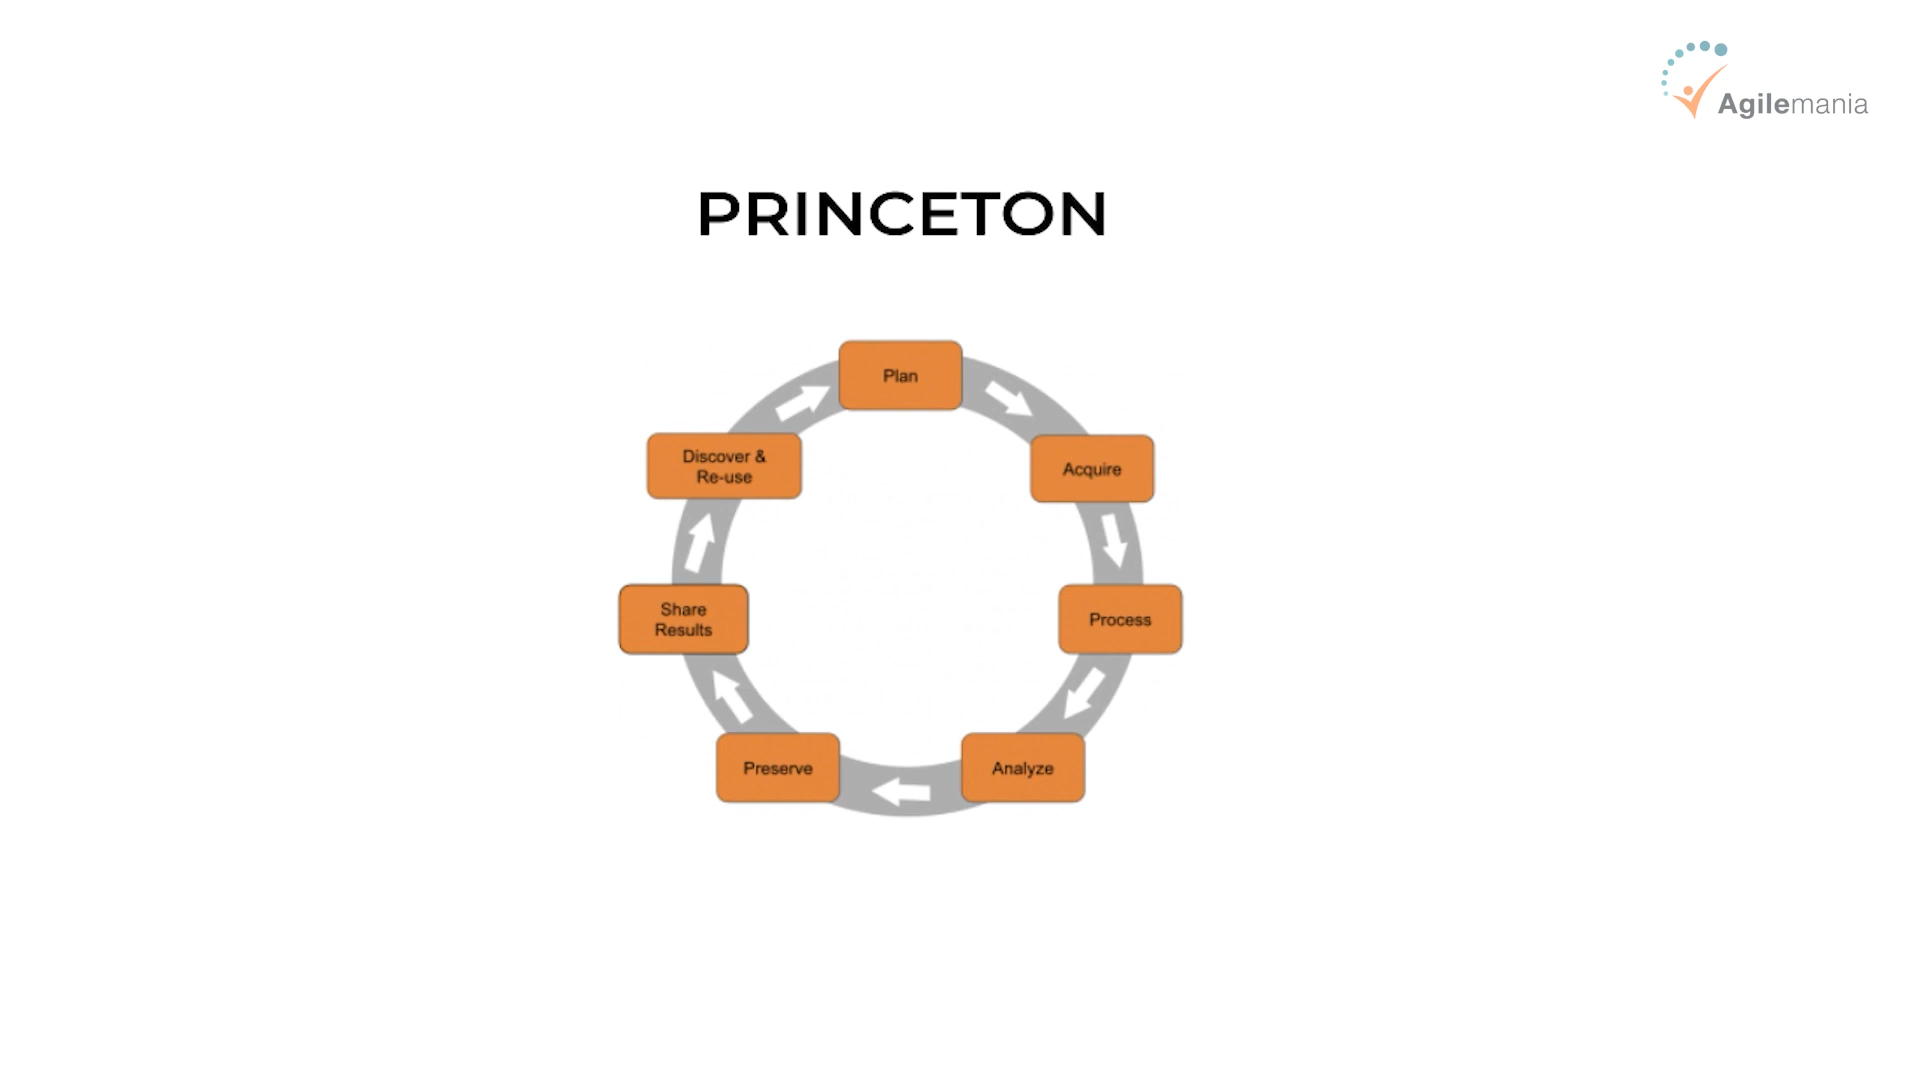 Agilemania
PRINCETON
Plan
Acquire
Process
Analyze
Preserve
Share
Results
Discover &
Re-use